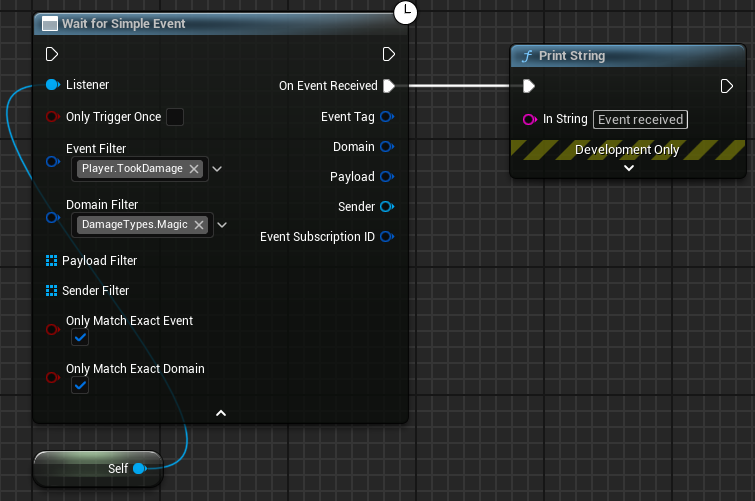 Wait for Simple Event
Listener
On Event Received
Only Trigger Once
Event Tag
Event Filter
Player.TookDamage
Domain
Payload
Domain Filter
DamageTypes.Magic
Sender
Event Subscription ID
Payload Filter
Sender Filter
Only Match Exact Event
Only Match Exact Domain
Self
f Print String
In String Event received
Development Only